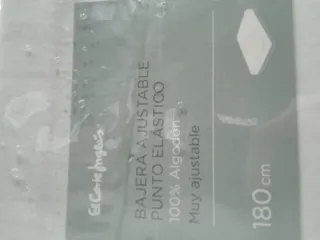 El Corte Inglés
BAJERA AJUSTABLE
PUNTO ELÁSTICO
100% Algodón
Muy ajustable
180 cm